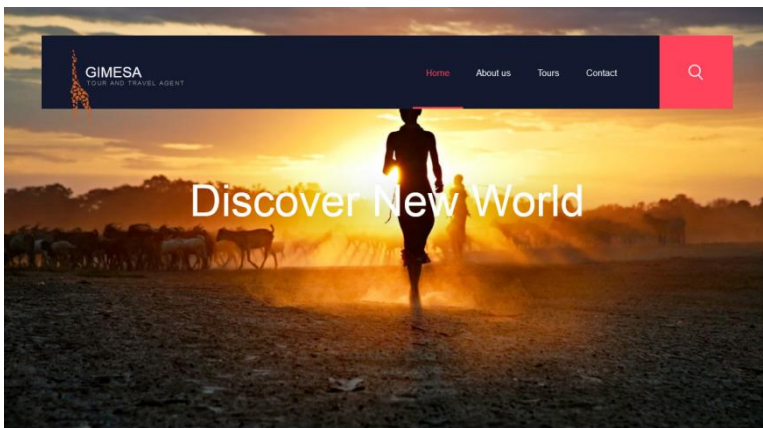 GIMESA
TOUR AND TRAVEL AGENT
Home
About us
Tours
Contact
Discover New World